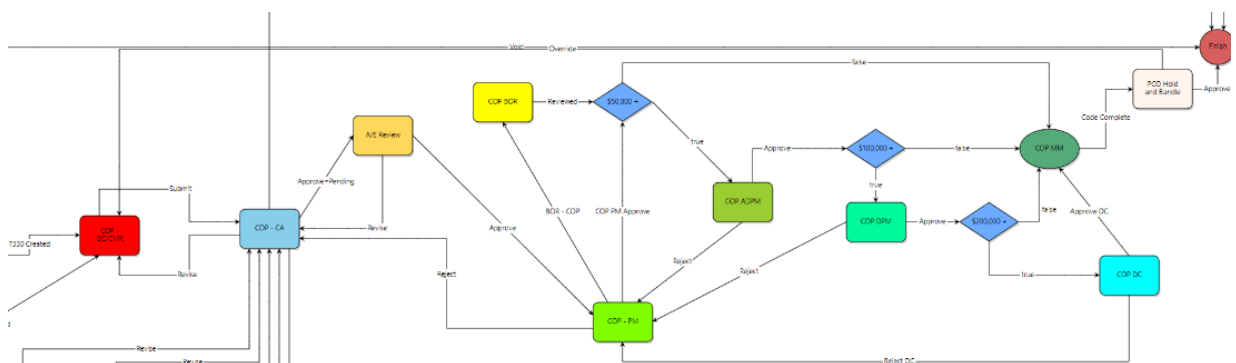 Void
Override
Finish
false
COP BOR
Reviewed
$50,000 +
PCO Hold
and Bundle
Approve
Code Complete
A/E Review
true
Approve
$100,000 +
false
COP MM
Submit
Approve-Pending
COP ADPM
true
BOR - COP
COP PM Approve
COP DPM
Approve
$200,000 +
false
Approve DC
COP -
COP - CA
Revise
Approve
7330 Created
Revise
Reject
Reject
Reject
true
COP DC
COP - PM
Revise
Revise
Reject DC